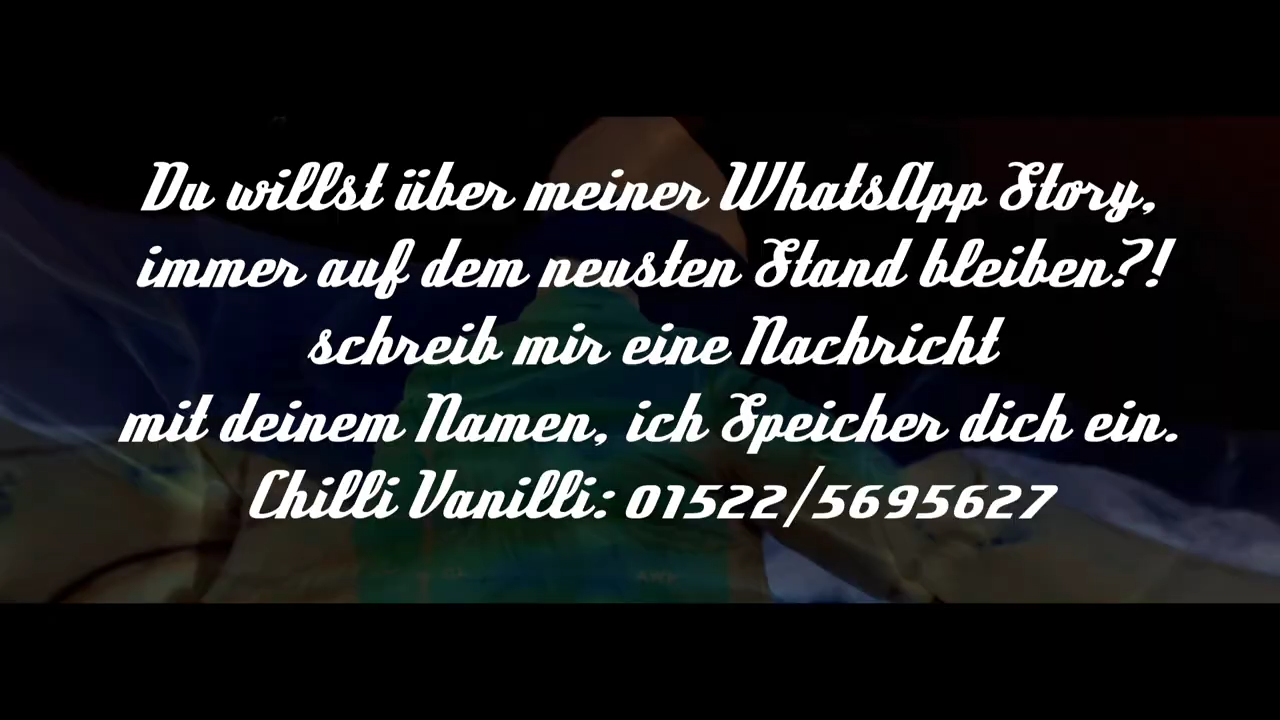 Du willst über meiner WhatsApp Story,
immer auf dem neusten Stand bleiben?!
schreib mir eine Nachricht
mit deinem Namen, ich Speicher dich ein.
Chilli Vanilli: 01522/5695627